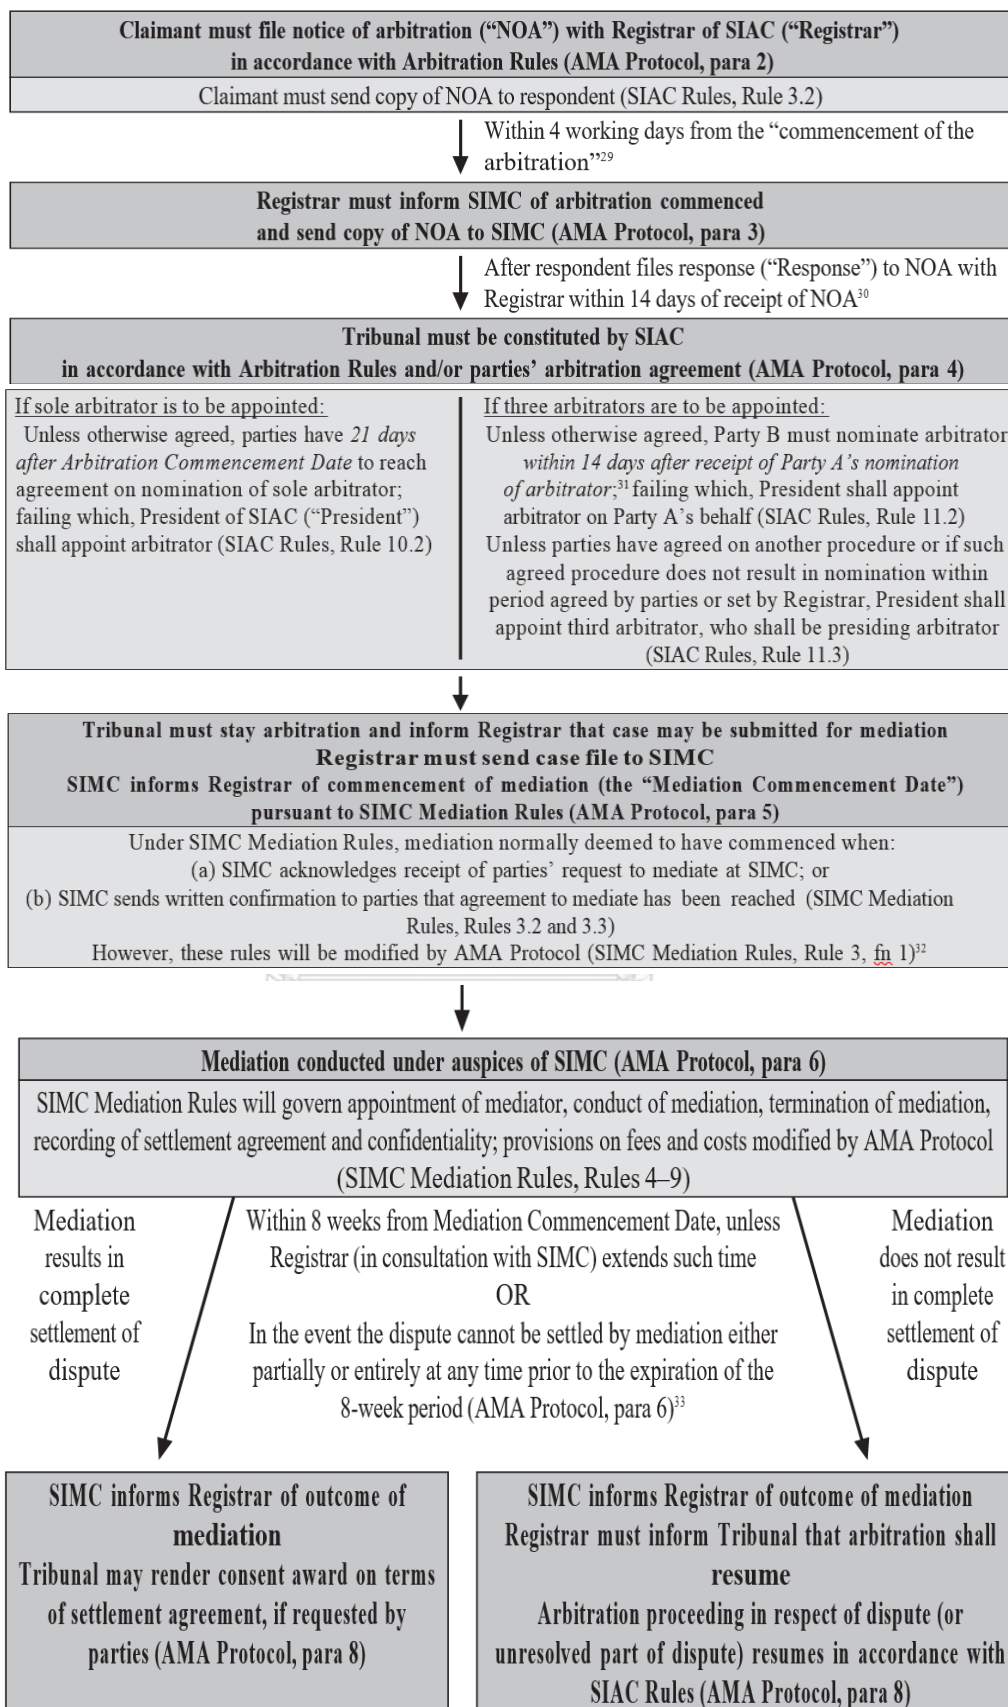 Claimant must file notice of arbitration (“NOA”) with Registrar of SIAC (“Registrar”)
in accordance with Arbitration Rules (AMA Protocol, para 2)
Claimant must send copy of NOA to respondent (SIAC Rules, Rule 3.2)
Within 4 working days from the “commencement of the
arbitration”29
Registrar must inform SIMC of arbitration commenced
and send copy of NOA to SIMC (AMA Protocol, para 3)
After respondent files response (“Response”) to NOA with
Registrar within 14 days of receipt of NOA30
Tribunal must be constituted by SIAC
in accordance with Arbitration Rules and/or parties’ arbitration agreement (AMA Protocol, para 4)
If sole arbitrator is to be appointed:
Unless otherwise agreed, parties have 21 days
after Arbitration Commencement Date to reach
agreement on nomination of sole arbitrator;
failing which, President of SIAC (“President”)
shall appoint arbitrator (SIAC Rules, Rule 10.2)
If three arbitrators are to be appointed:
Unless otherwise agreed, Party B must nominate arbitrator
within 14 days after receipt of Party A’s nomination
of arbitrator;31 failing which, President shall appoint
arbitrator on Party A’s behalf (SIAC Rules, Rule 11.2)
Unless parties have agreed on another procedure or if such
agreed procedure does not result in nomination within
period agreed by parties or set by Registrar, President shall
appoint third arbitrator, who shall be presiding arbitrator
(SIAC Rules, Rule 11.3)
Tribunal must stay arbitration and inform Registrar that case may be submitted for mediation
Registrar must send case file to SIMC
SIMC informs Registrar of commencement of mediation (the “Mediation Commencement Date”)
pursuant to SIMC Mediation Rules (AMA Protocol, para 5)
Under SIMC Mediation Rules, mediation normally deemed to have commenced when:
(a) SIMC acknowledges receipt of parties’ request to mediate at SIMC; or
(b) SIMC sends written confirmation to parties that agreement to mediate has been reached (SIMC Mediation
Rules, Rules 3.2 and 3.3)
However, these rules will be modified by AMA Protocol (SIMC Mediation Rules, Rule 3, fn 1)32
Mediation conducted under auspices of SIMC (AMA Protocol, para 6)
SIMC Mediation Rules will govern appointment of mediator, conduct of mediation, termination of mediation,
recording of settlement agreement and confidentiality; provisions on fees and costs modified by AMA Protocol
(SIMC Mediation Rules, Rules 4–9)
Mediation
results in
complete
settlement of
dispute
Within 8 weeks from Mediation Commencement Date, unless
Registrar (in consultation with SIMC) extends such time
OR
In the event the dispute cannot be settled by mediation either
partially or entirely at any time prior to the expiration of the
8-week period (AMA Protocol, para 6)33
Mediation
does not result
in complete
settlement of
dispute
SIMC informs Registrar of outcome of
mediation
Tribunal may render consent award on terms
of settlement agreement, if requested by
parties (AMA Protocol, para 8)
SIMC informs Registrar of outcome of mediation
Registrar must inform Tribunal that arbitration shall
resume
Arbitration proceeding in respect of dispute (or
unresolved part of dispute) resumes in accordance with
SIAC Rules (AMA Protocol, para 8)